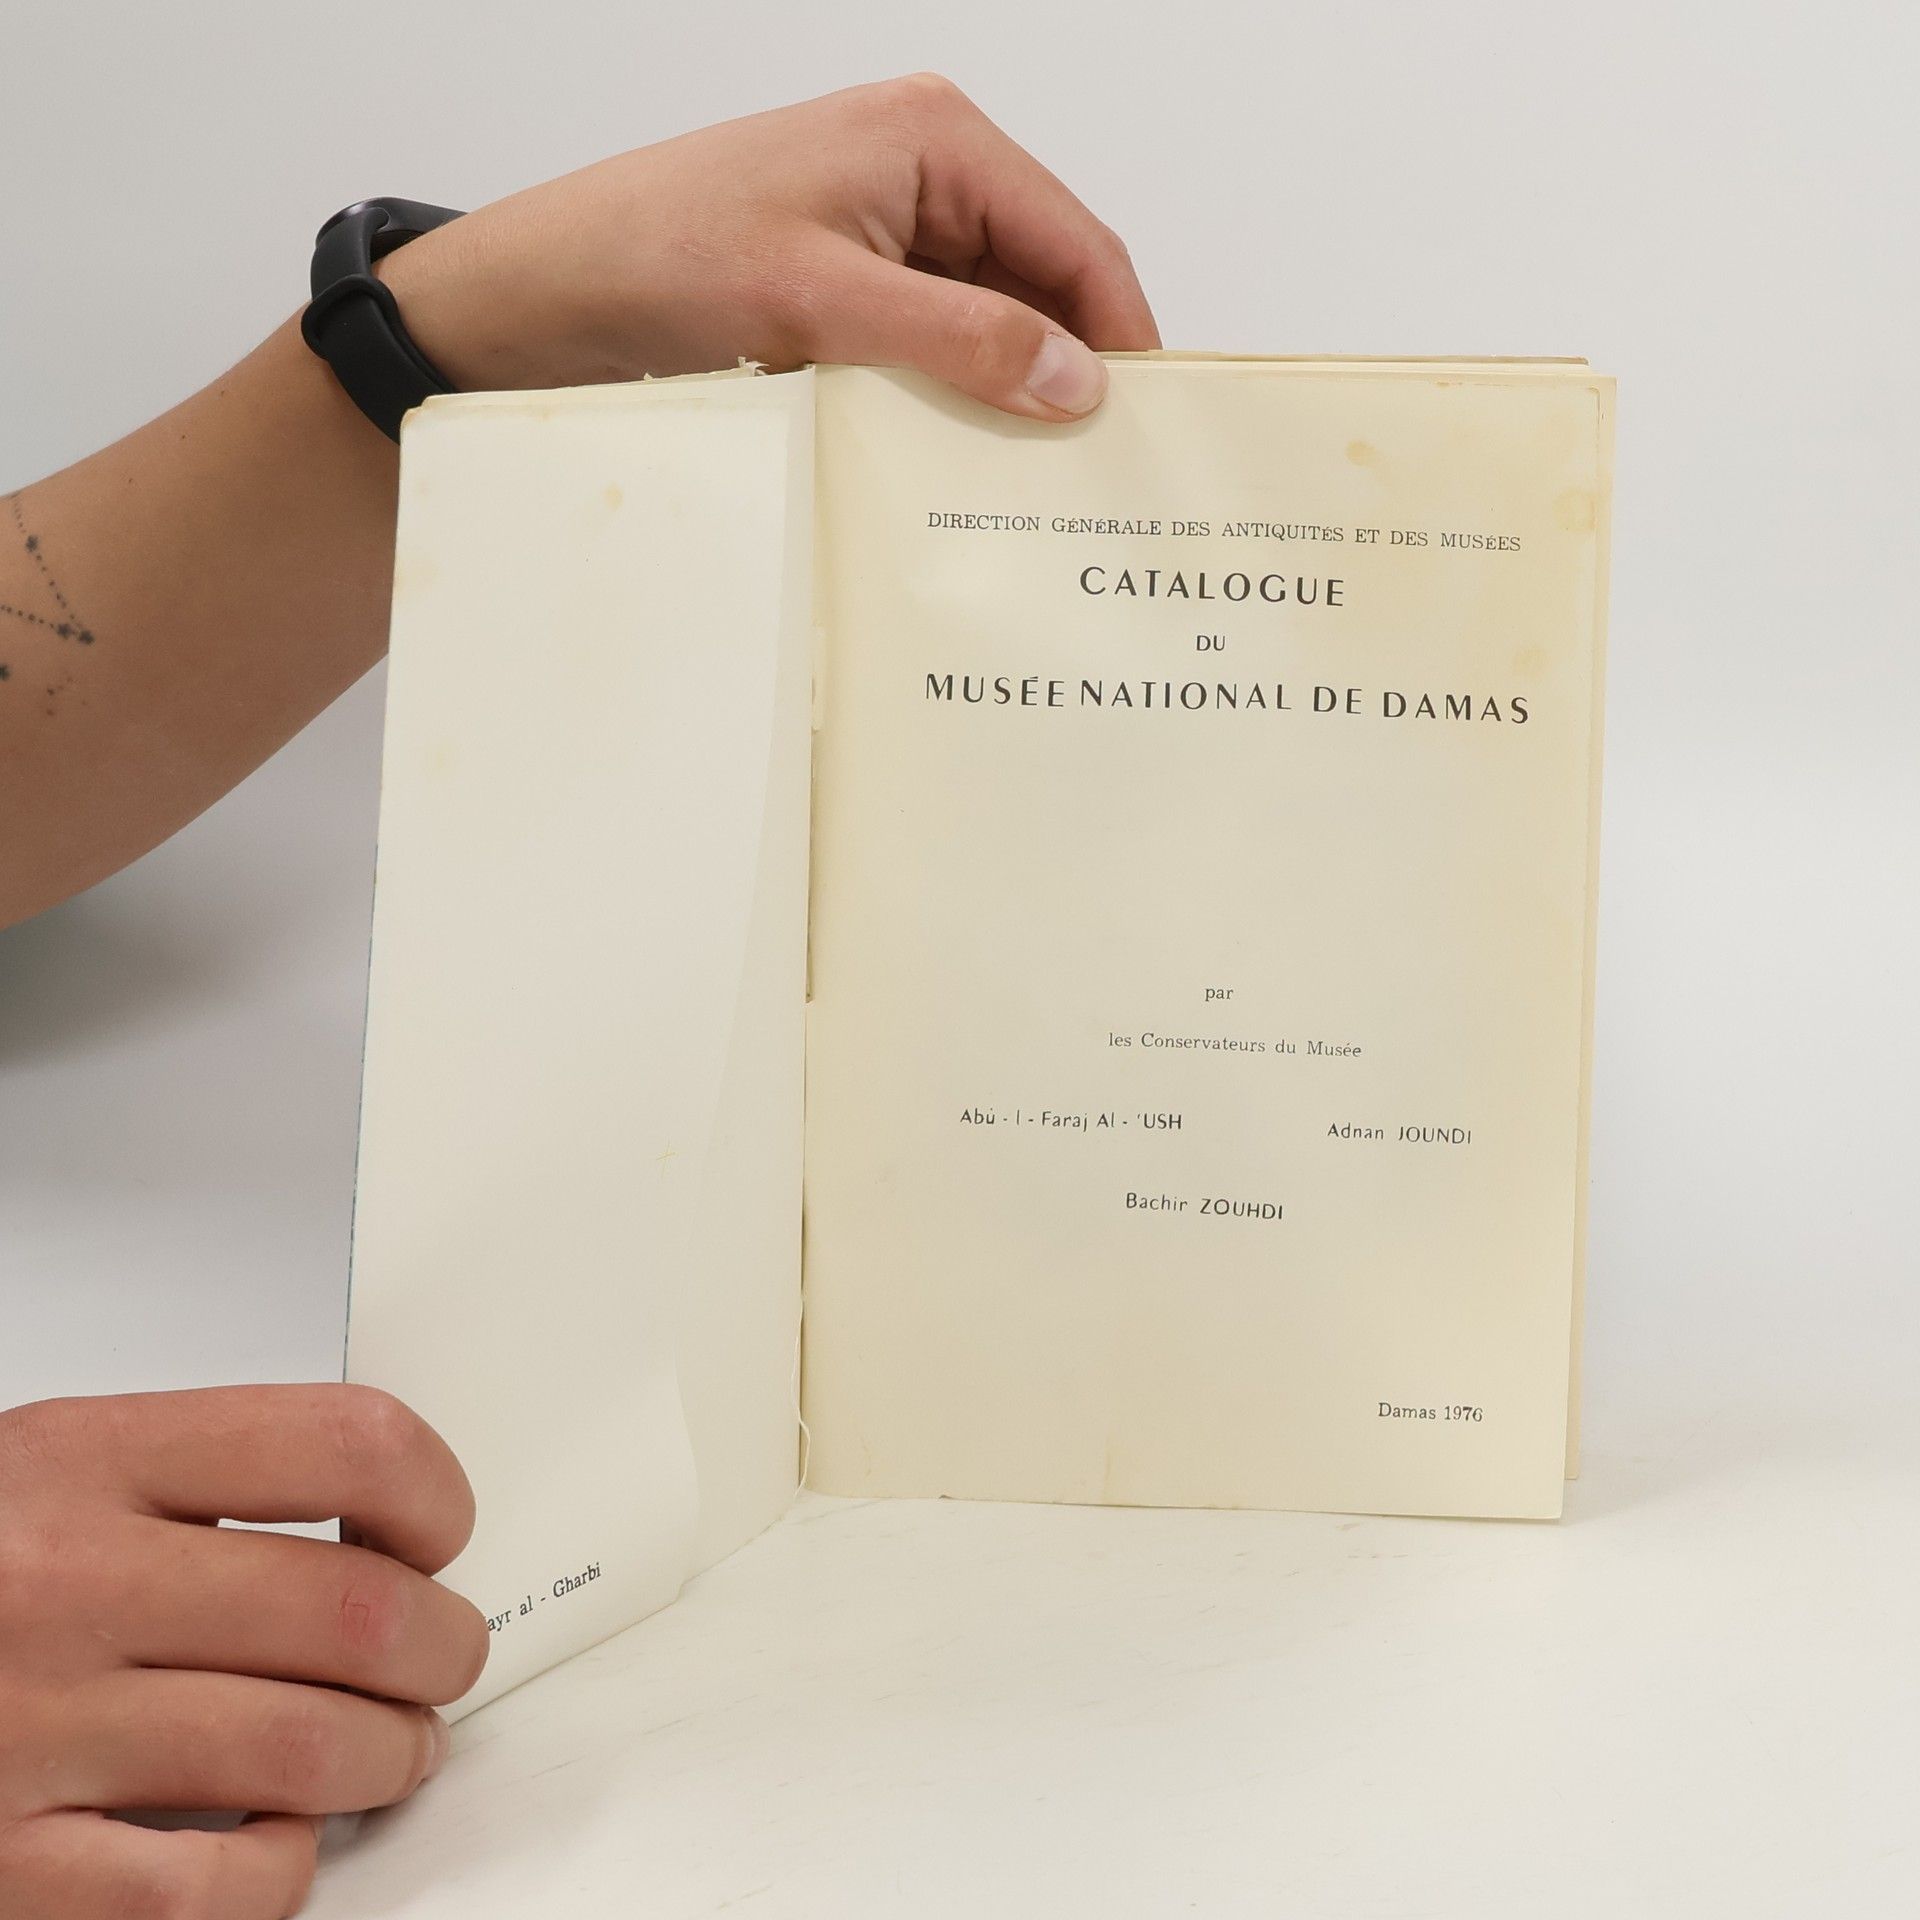 DIRECTION GÉNÉRALE DES ANTIQUITÉS ET DES MUSÉES
CATALOGUE
DU
MUSÉE NATIONAL DE DAMAS
par
les Conservateurs du Musée
Abù - l - Faraj Al - 'USH Adnan JOUNDI
Bachir ZOUHDI
Damas 1976
al - Gharbi